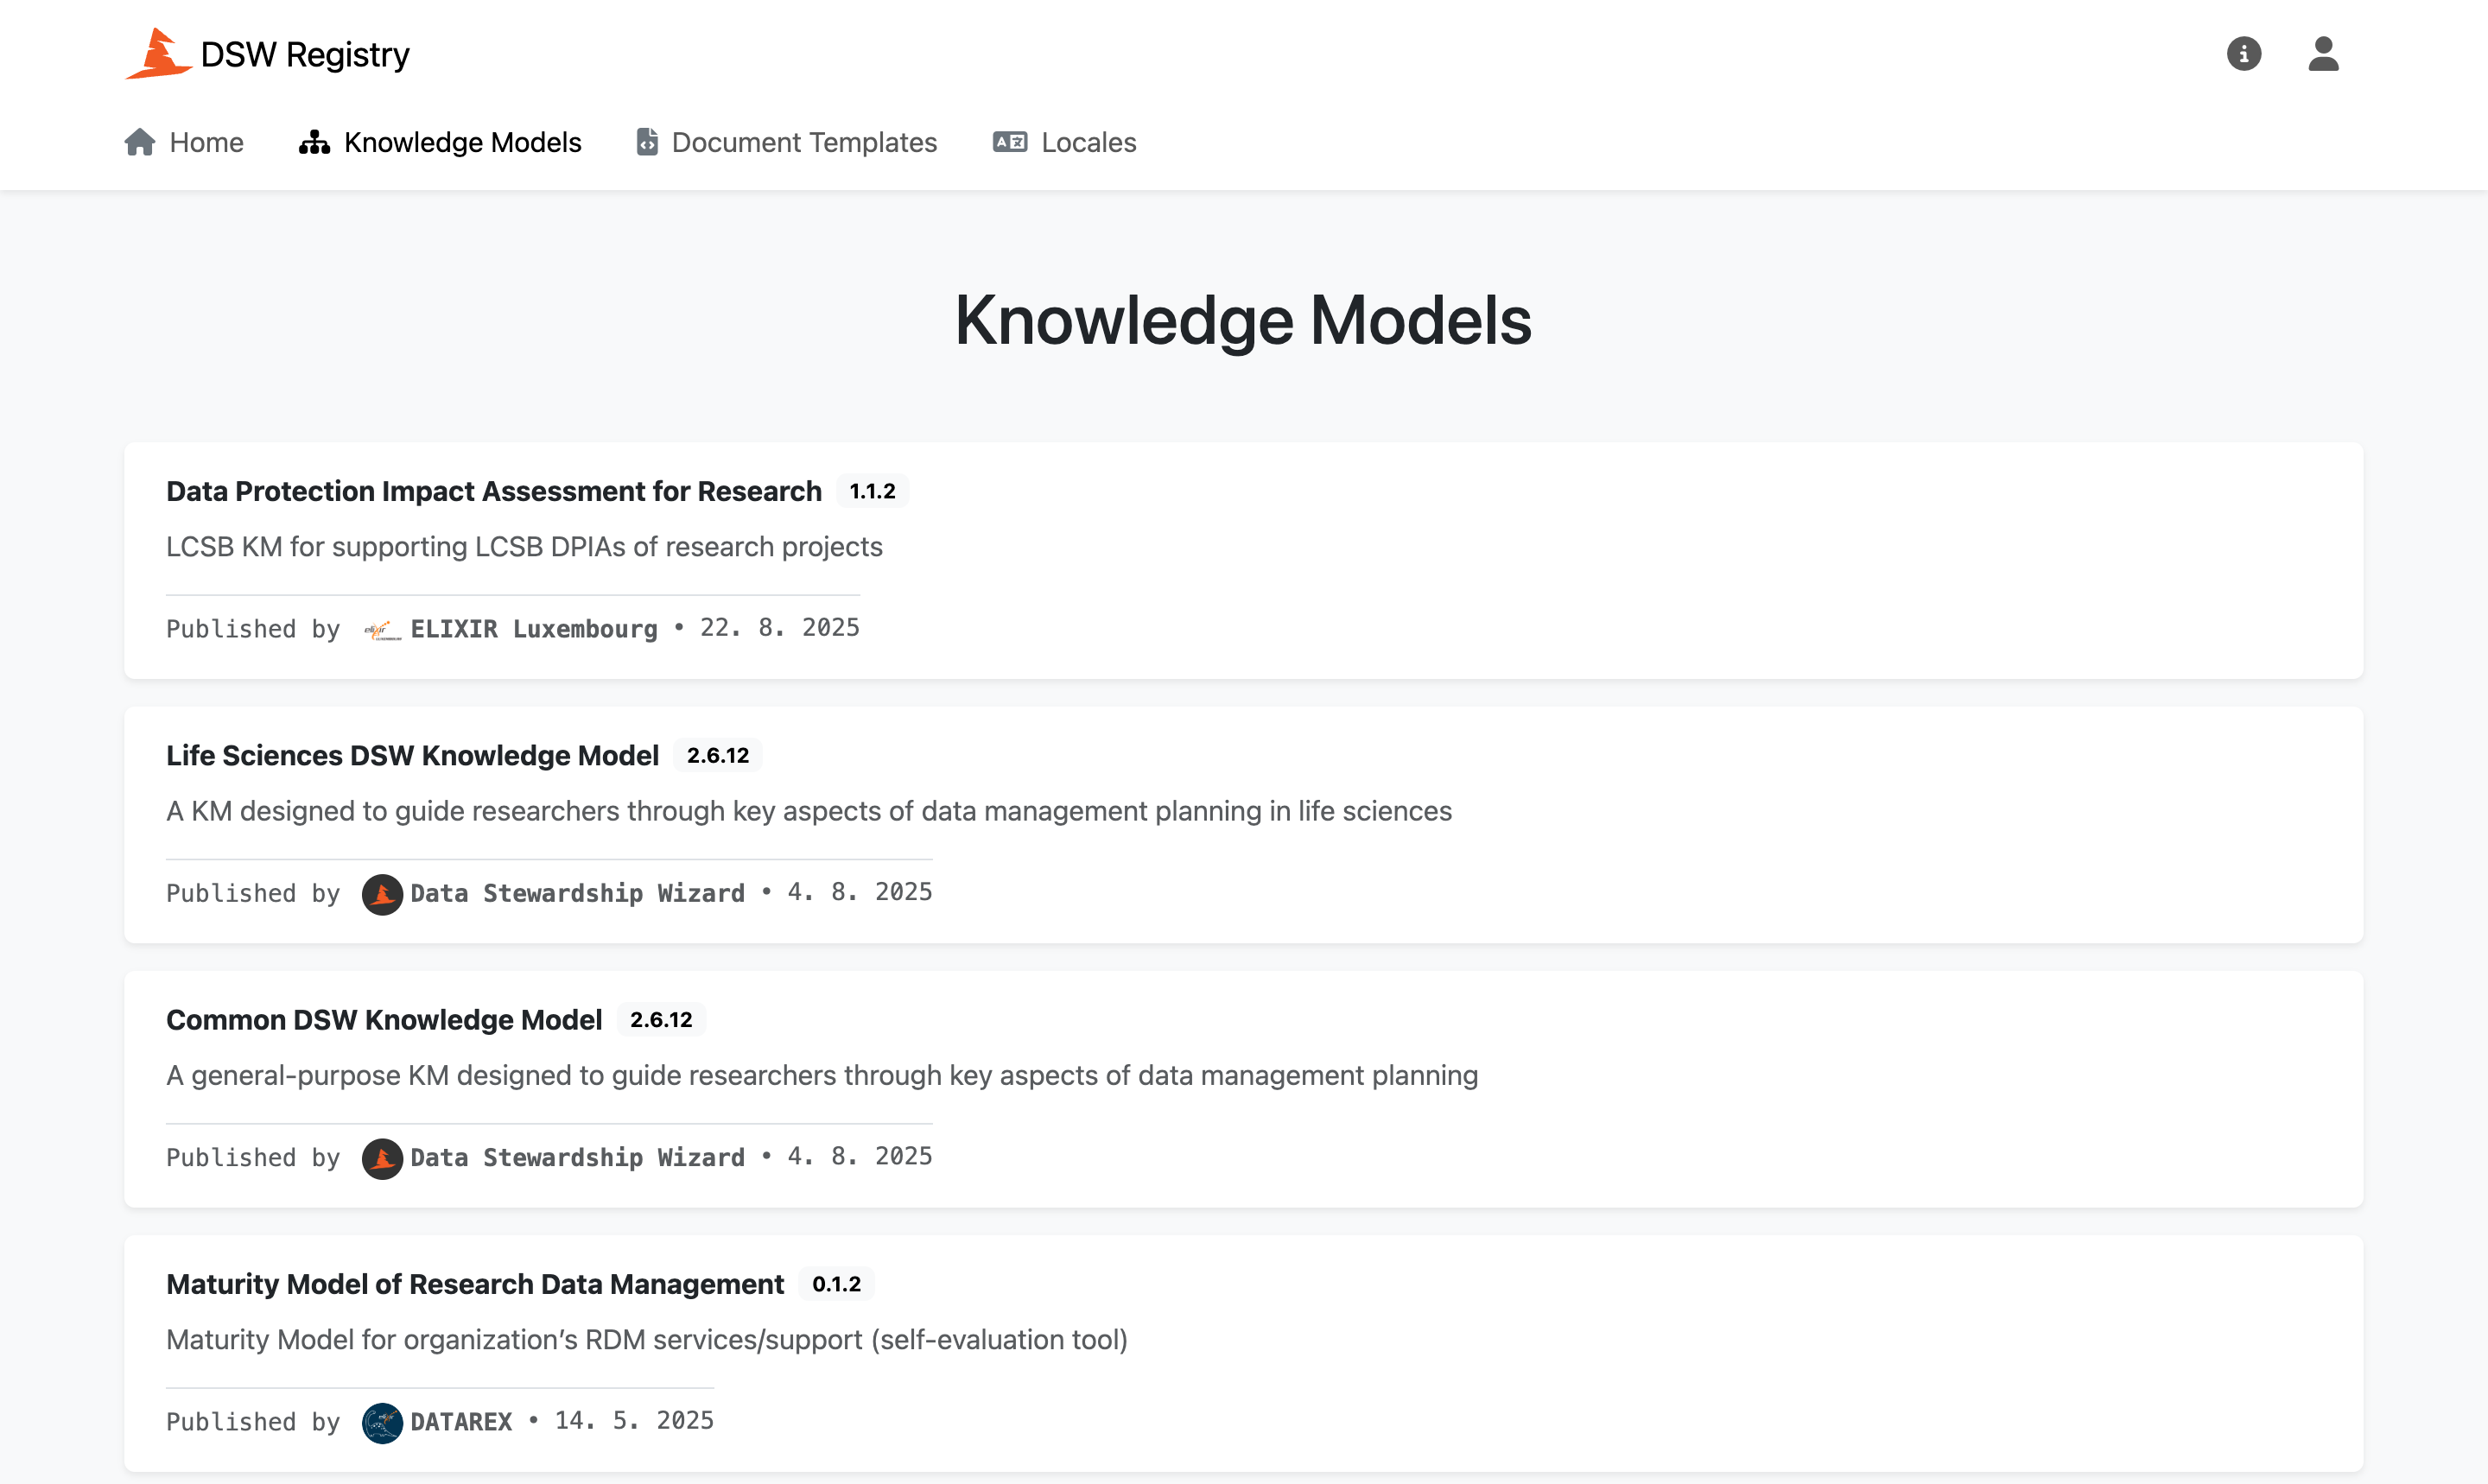 DSW Registry
Home Knowledge Models Document Templates Locales
Knowledge Models
Data Protection Impact Assessment for Research 1.1.2
LCSB KM for supporting LCSB DPIAs of research projects
Published by elixir LUXEMBOURG ELIXIR Luxembourg • 22. 8. 2025
Life Sciences DSW Knowledge Model 2.6.12
A KM designed to guide researchers through key aspects of data management planning in life sciences
Published by Data Stewardship Wizard • 4. 8. 2025
Common DSW Knowledge Model 2.6.12
A general-purpose KM designed to guide researchers through key aspects of data management planning
Published by Data Stewardship Wizard • 4. 8. 2025
Maturity Model of Research Data Management 0.1.2
Maturity Model for organization’s RDM services/support (self-evaluation tool)
Published by DATAREX • 14. 5. 2025